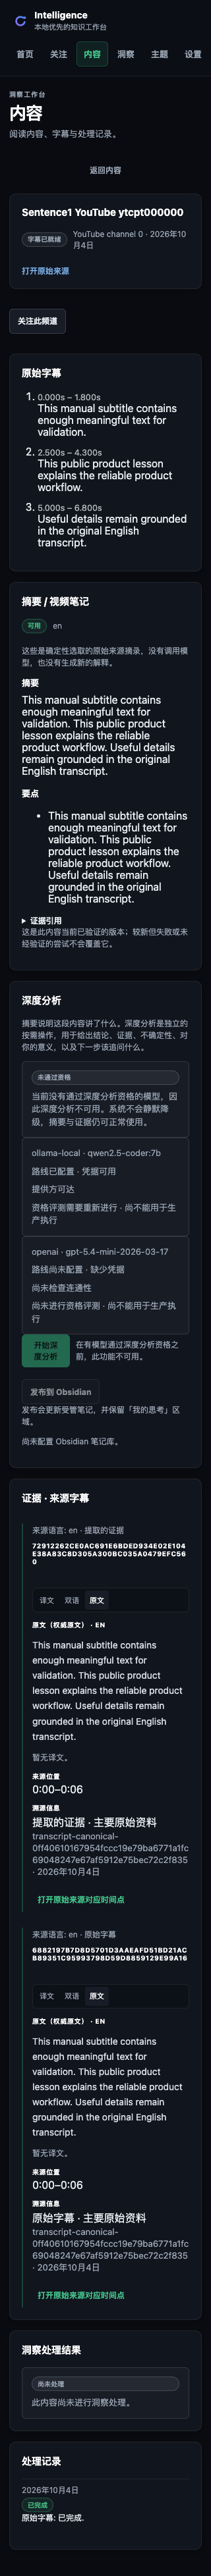 Intelligence
本地优先的知识工作台
首页 关注 内容 洞察 主题 设置
洞察工作台
内容
阅读内容、字幕与处理记录。
返回内容
Sentence1 YouTube ytcpt000000
字幕已就绪
YouTube channel 0 · 2026年10
月4日
打开原始来源
关注此频道
原始字幕
1. 0.000s – 1.800s
This manual subtitle contains
enough meaningful text for
validation.
2. 2.500s – 4.300s
This public product lesson
explains the reliable product
workflow.
3. 5.000s – 6.800s
Useful details remain grounded
in the original English
transcript.
摘要 / 视频笔记
可用 en
这些是确定性选取的原始来源摘录，没有调用模
型，也没有生成新的解释。
摘要
This manual subtitle contains
enough meaningful text for
validation. This public product
lesson explains the reliable
product workflow. Useful details
remain grounded in the original
English transcript.
要点
• This manual subtitle contains
enough meaningful text for
validation. This public
product lesson explains the
reliable product workflow.
Useful details remain
grounded in the original
English transcript.
▶ 证据引用
这是此内容当前已验证的版本；较新但失败或未
经验证的尝试不会覆盖它。
深度分析
摘要说明这段内容讲了什么。深度分析是独立的
按需操作，用于给出结论、证据、不确定性、对
你的意义，以及下一步该追问什么。
未通过资格
当前没有通过深度分析资格的模型，因
此深度分析不可用。系统不会静默降
级，摘要与证据仍可正常使用。
ollama-local · qwen2.5-coder:7b
路线已配置 · 凭据可用
提供方可达
资格评测需要重新进行 · 尚不能用于生
产执行
openai · gpt-5.4-mini-2026-03-17
路线尚未配置 · 缺少凭据
尚未检查连通性
尚未进行资格评测 · 尚不能用于生产执
行
开始深
度分析
在有模型通过深度分析资格之
前，此功能不可用。
发布到 Obsidian
发布会更新受管笔记，并保留「我的思考」区
域。
尚未配置 Obsidian 笔记库。
证据 · 来源字幕
来源语言: en · 提取的证据
72912262CE0AC691E6BDED934E02E104
E38A83C8D305A300BC035A0479EFC56
0
译文 双语 原文
原文（权威原文） · EN
This manual subtitle contains
enough meaningful text for
validation. This public product
lesson explains the reliable product
workflow. Useful details remain
grounded in the original English
transcript.
暂无译文。
来源位置
0:00–0:06
溯源信息
提取的证据 · 主要原始资料
transcript-canonical-
0ff40610167954fccc19e79ba6771a1fc
69048247e67af5912e75bec72c2f835
· 2026年10月4日
打开原始来源对应时间点
来源语言: en · 原始字幕
6882197B7D8D5701D3AAEAFD51BD21AC
B89351C95993798D59D8859129E99A16
译文 双语 原文
原文（权威原文） · EN
This manual subtitle contains
enough meaningful text for
validation. This public product
lesson explains the reliable product
workflow. Useful details remain
grounded in the original English
transcript.
暂无译文。
来源位置
0:00–0:06
溯源信息
原始字幕 · 主要原始资料
transcript-canonical-
0ff40610167954fccc19e79ba6771a1fc
69048247e67af5912e75bec72c2f835
· 2026年10月4日
打开原始来源对应时间点
洞察处理结果
尚未处理
此内容尚未进行洞察处理。
处理记录
2026年10月4日
已完成
原始字幕: 已完成.